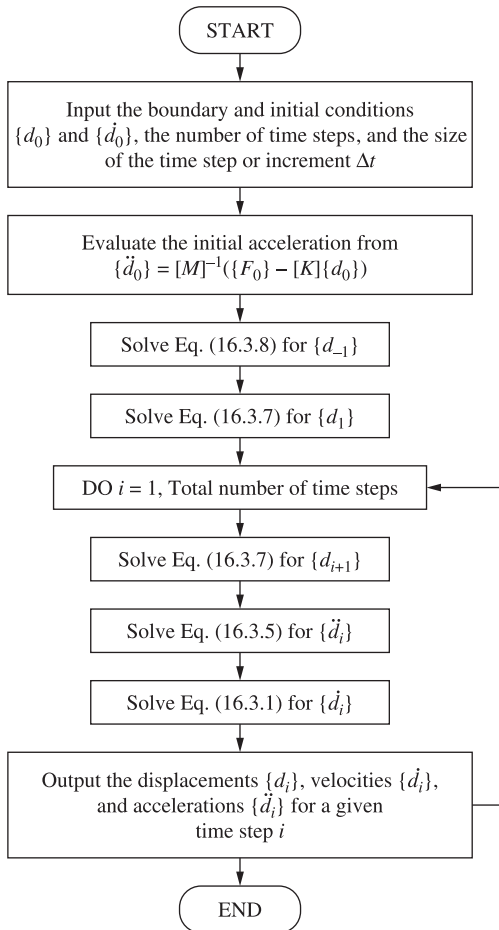 START
Input the boundary and initial conditions
{d₀} and {ḋ₀}, the number of time steps, and the size
of the time step or increment Δt
Evaluate the initial acceleration from
{d̈₀} = [M]⁻¹({F₀} – [K]{d₀})
Solve Eq. (16.3.8) for {d₋₁}
Solve Eq. (16.3.7) for {d₁}
DO i = 1, Total number of time steps
Solve Eq. (16.3.7) for {dᵢ₊₁}
Solve Eq. (16.3.5) for {d̈ᵢ}
Solve Eq. (16.3.1) for {ḋᵢ}
Output the displacements {dᵢ}, velocities {ḋᵢ},
and accelerations {d̈ᵢ} for a given
time step i
END